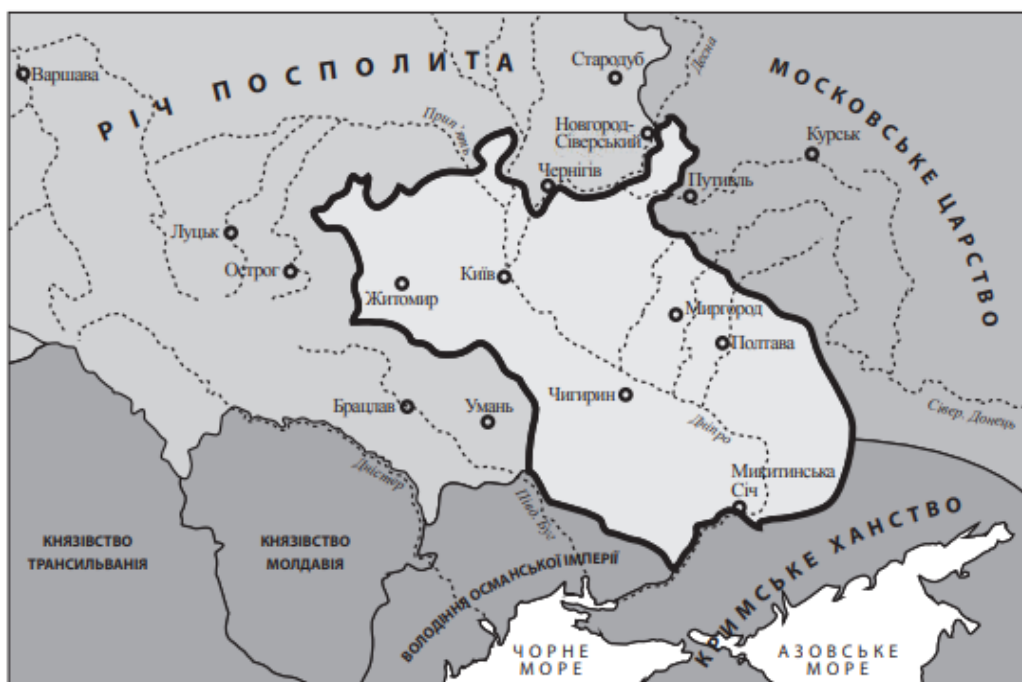 РІЧ ПОСПОЛИТА
МОСКОВСЬКЕ ЦАРСТВО
Варшава
Стародуб
Десна
Прип’ять
Новгород-
Сіверський
Курськ
Чернігів
Путивль
Луцьк
Острог
Київ
Житомир
Миргород
Полтава
Чигирин
Брацлав
Умань
Дніпро
Сівер. Донець
Дністер
Микитинська
Січ
Півд. Буг
КНЯЗІВСТВО
ТРАНСИЛЬВАНІЯ
КНЯЗІВСТВО
МОЛДАВІЯ
ВОЛОДІННЯ ОСМАНСЬКОЇ ІМПЕРІЇ
КРИМСЬКЕ ХАНСТВО
ЧОРНЕ
МОРЕ
АЗОВСЬКЕ
МОРЕ